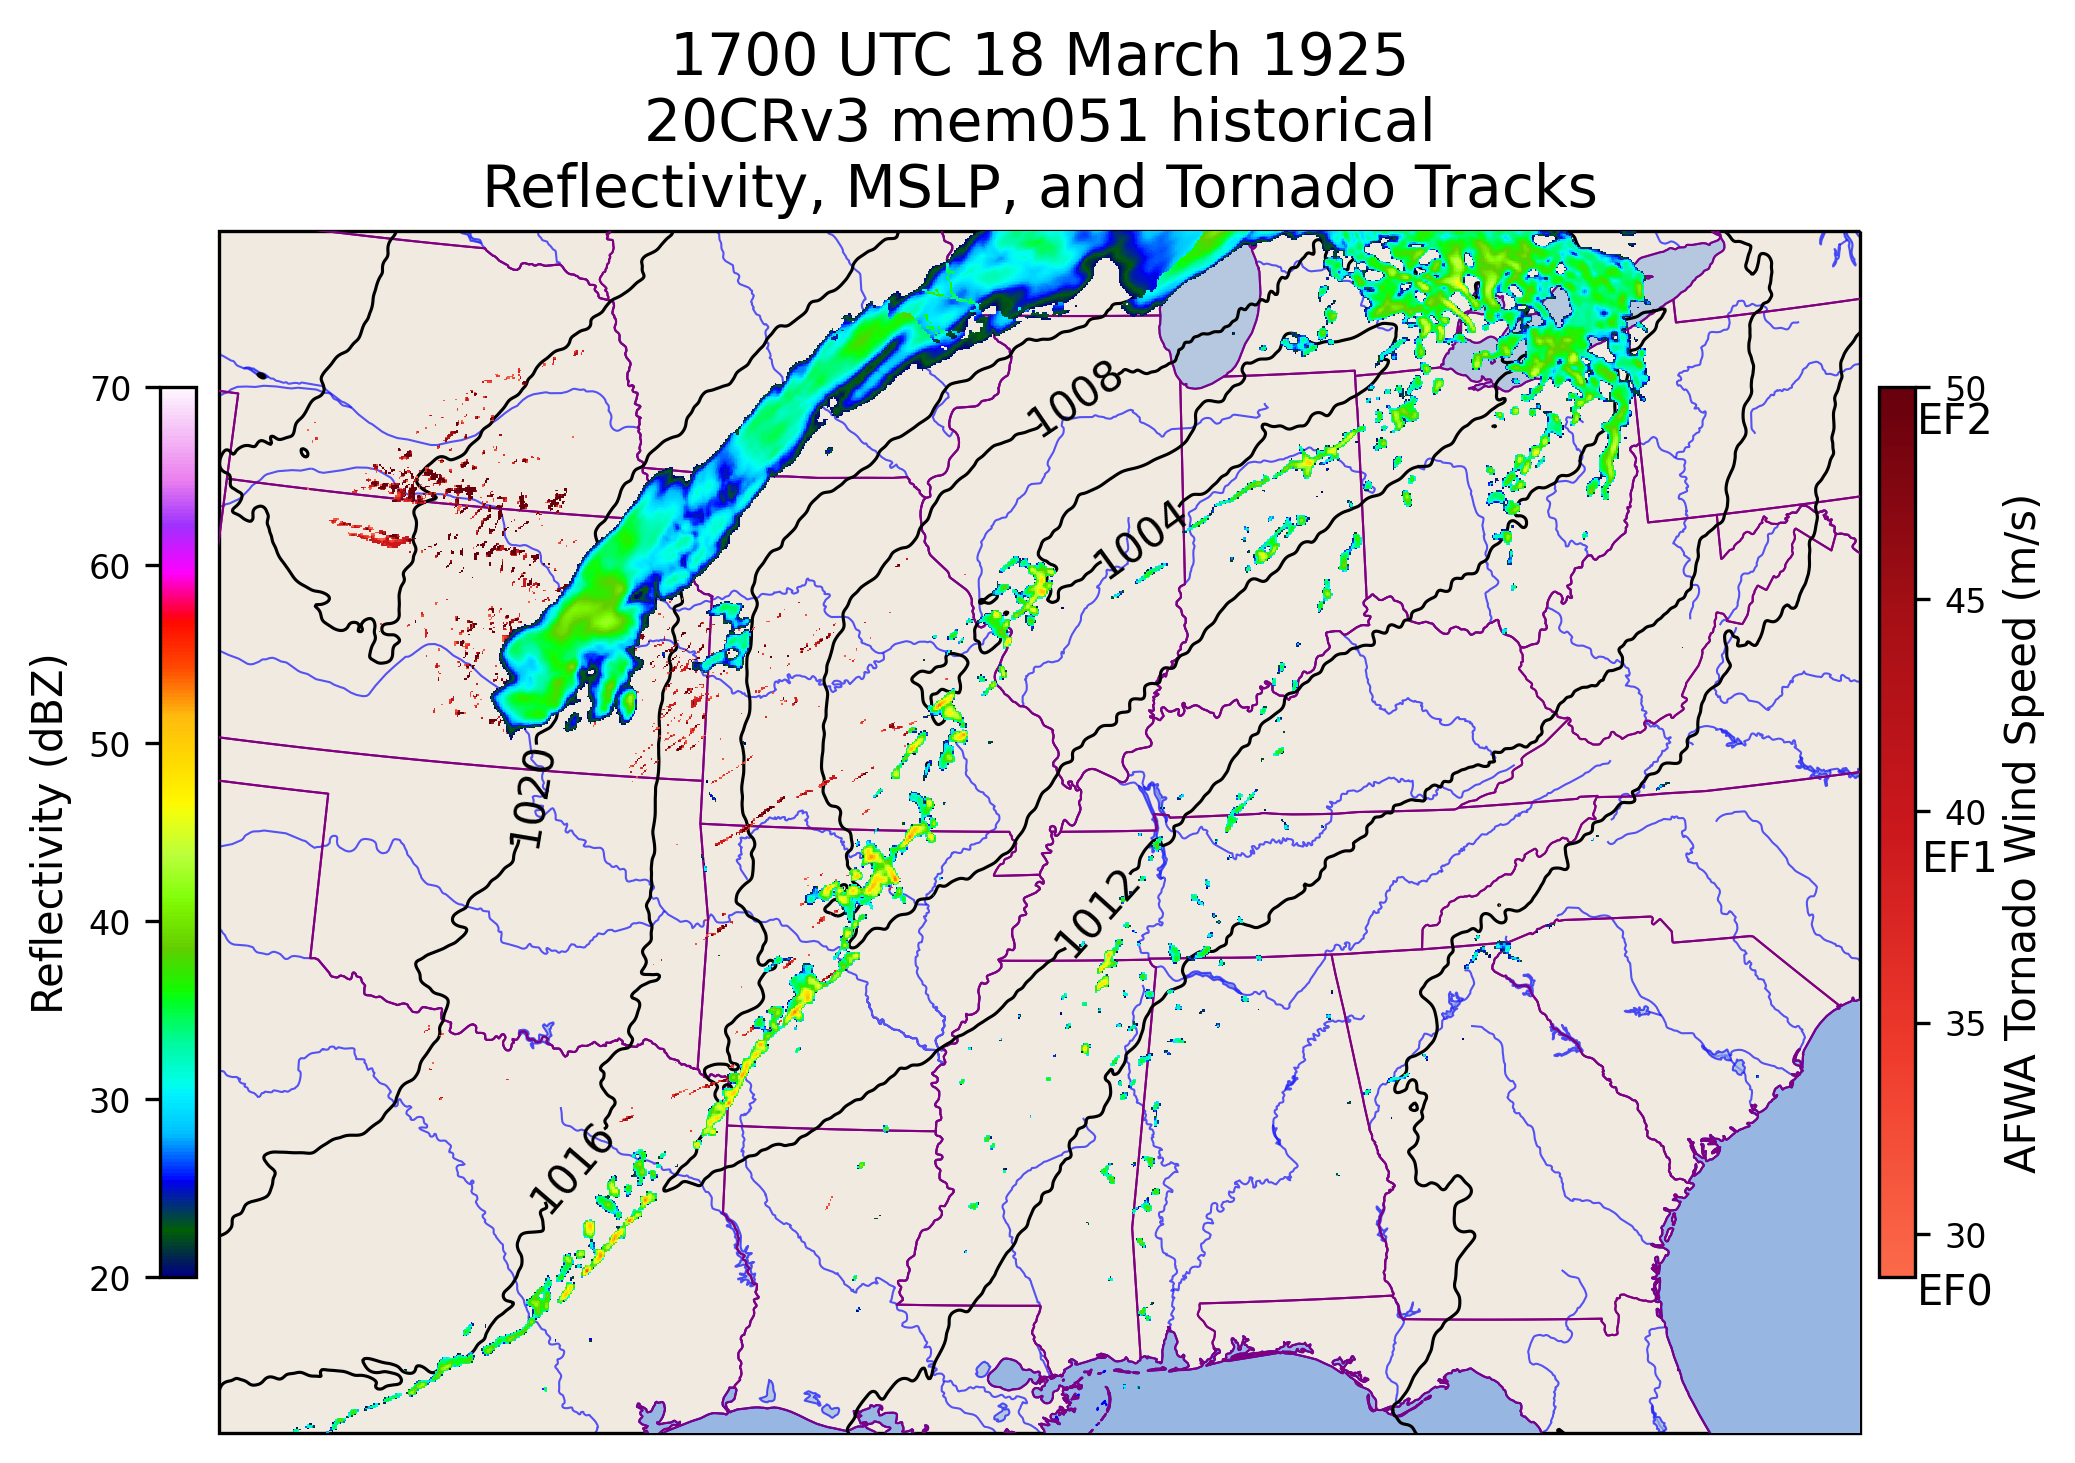 1700 UTC 18 March 1925
20CRv3 mem051 historical
Reflectivity, MSLP, and Tornado Tracks
70
60
50
40
30
20
Reflectivity (dBZ)
1008
1004
1020
1012
1016
50
EF2
45
40
EF1
35
30
EF0
AFWA Tornado Wind Speed (m/s)